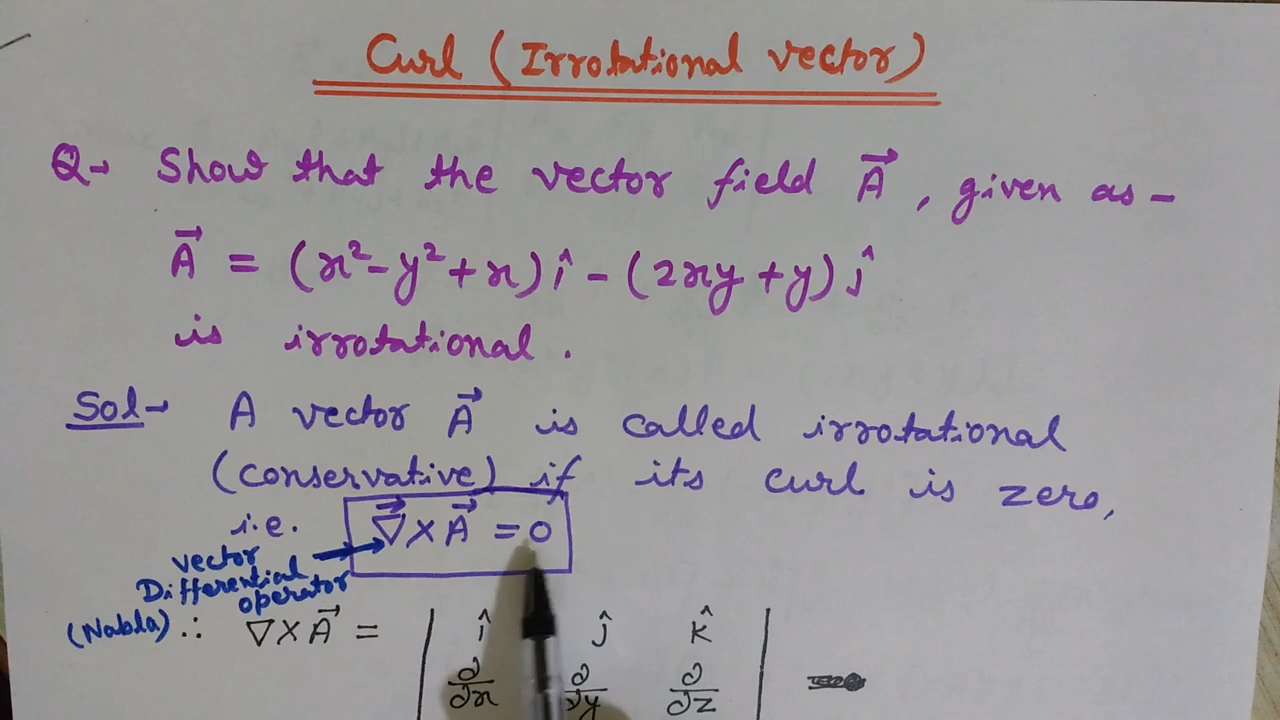 Curl (Irrotational vector)
Q→ Show that the vector field A⃗, given as –
A⃗ = (x²-y²+x)î - (2xy+y)ĵ
is irrotational.
Sol→ A vector A⃗ is called irrotational
(conservative) if its curl is zero,
i.e. ∇⃗ × A⃗ = 0
vector
Differential
operator
(Nabla) ∴ ∇ × A⃗ = | î ĵ k̂ |
∂/∂x ∂/∂y ∂/∂z